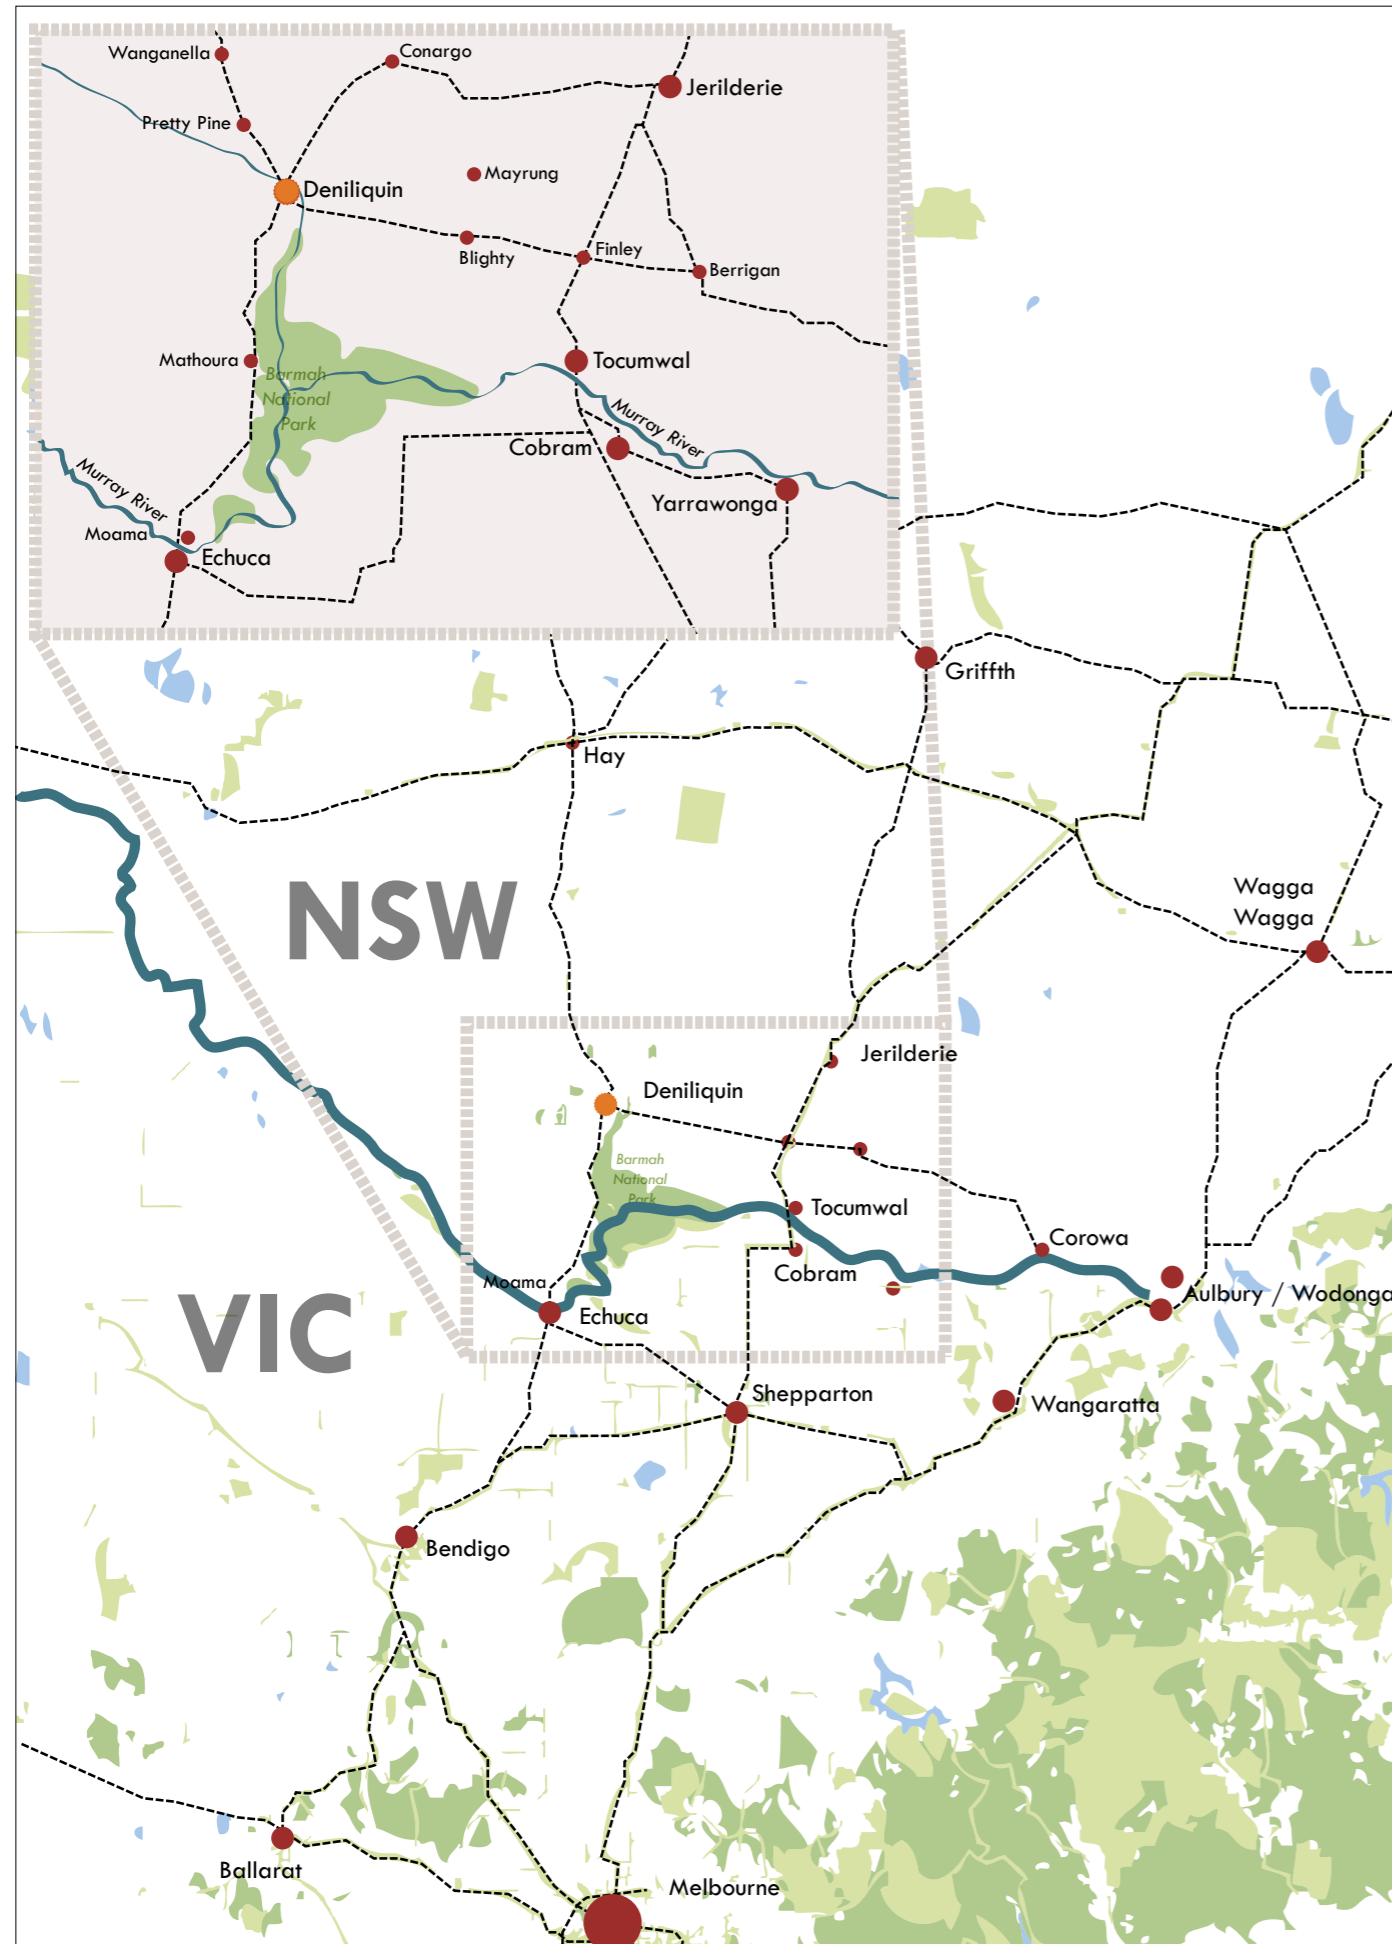 Wanganella
Conargo
Jerilderie
Pretty Pine
Mayrung
Deniliquin
Blighty
Finley
Berrigan
Mathoura
Tocumwal
Barmah
National
Park
Murray River
Cobram
Murray River
Yarrawonga
Moama
Echuca
Griffth
Hay
NSW
Wagga
Wagga
Jerilderie
Deniliquin
Barmah
National
Park
Tocumwal
Corowa
Cobram
Moama
Aulbury / Wodonga
VIC
Echuca
Shepparton
Wangaratta
Bendigo
Ballarat
Melbourne